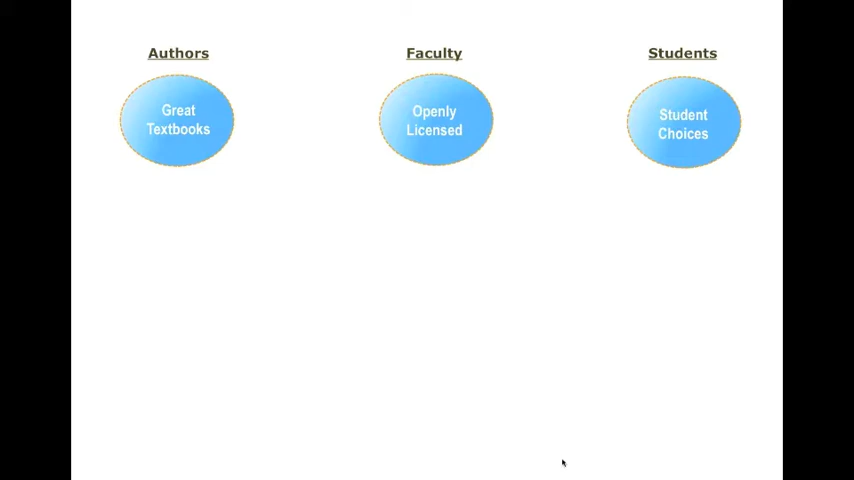 Authors
Faculty
Students
Great
Textbooks
Openly
Licensed
Student
Choices